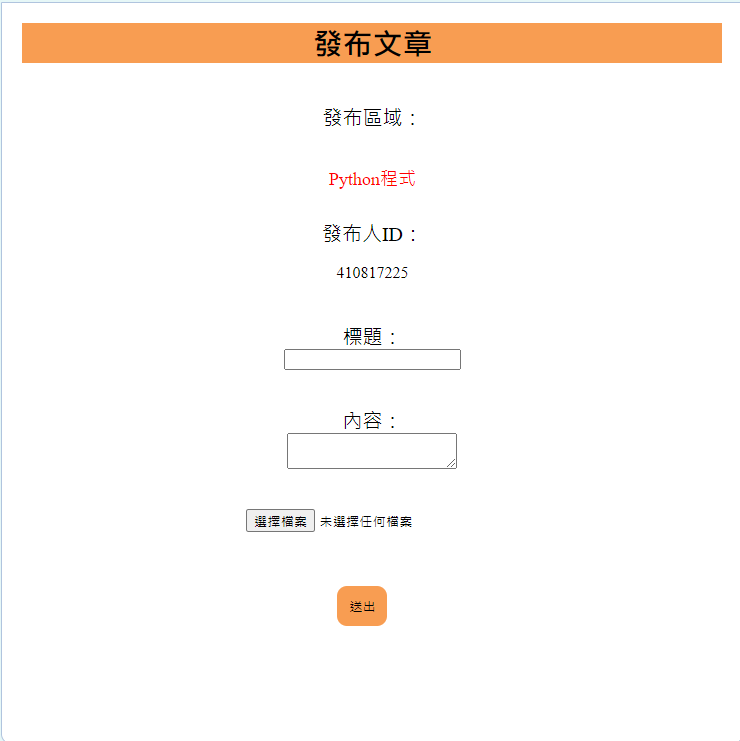 發布文章
發布區域：
Python程式
發布人ID：
410817225
標題：
內容：
選擇檔案 未選擇任何檔案
送出